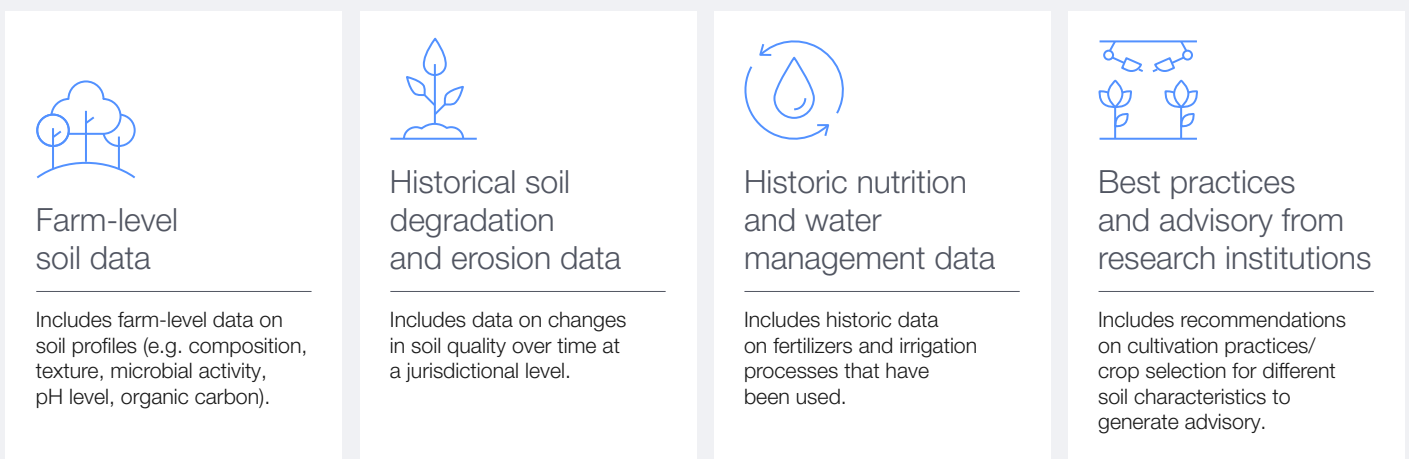 Farm-level
soil data
Includes farm-level data on
soil profiles (e.g. composition,
texture, microbial activity,
pH level, organic carbon).
Historical soil
degradation
and erosion data
Includes data on changes
in soil quality over time at
a jurisdictional level.
Historic nutrition
and water
management data
Includes historic data
on fertilizers and irrigation
processes that have
been used.
Best practices
and advisory from
research institutions
Includes recommendations
on cultivation practices/
crop selection for different
soil characteristics to
generate advisory.